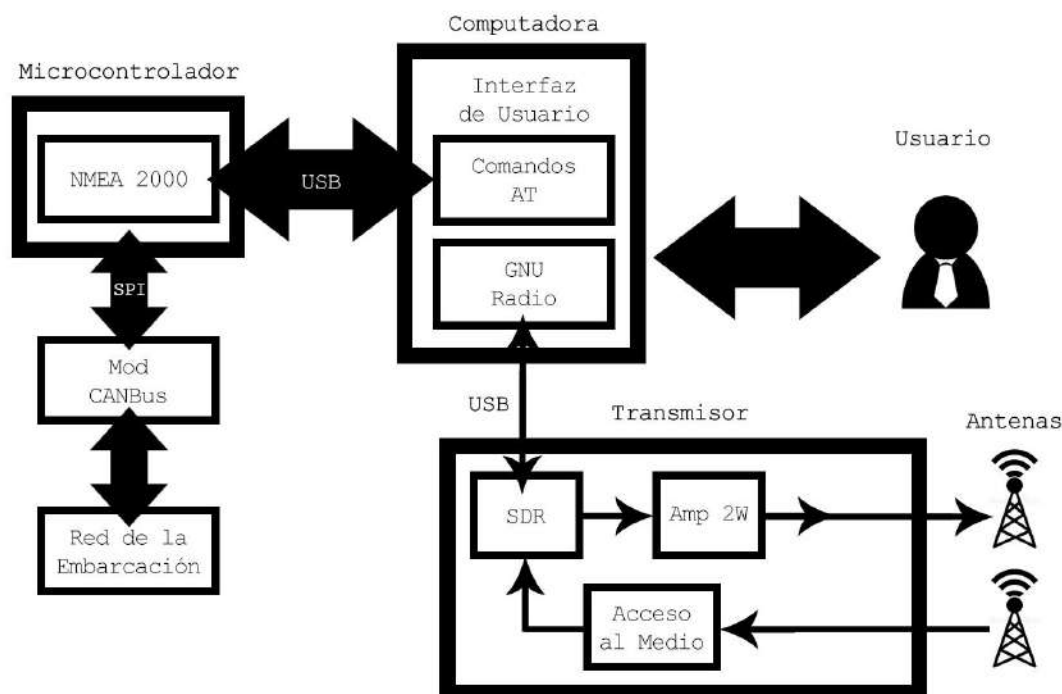 Computadora
Microcontrolador
Interfaz
de Usuario
Usuario
NMEA 2000
USB
Comandos
AT
GNU
Radio
SPI
Mod
CANBus
USB
Transmisor
Antenas
SDR
Amp 2W
Red de la
Embarcación
Acceso
al Medio